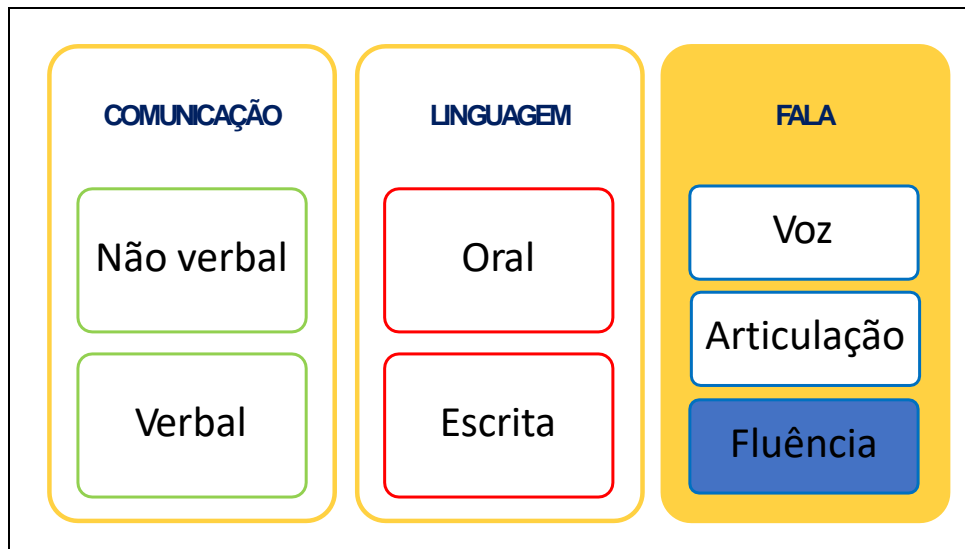 COMUNICAÇÃO
Não verbal
Verbal
LINGUAGEM
Oral
Escrita
FALA
Voz
Articulação
Fluência